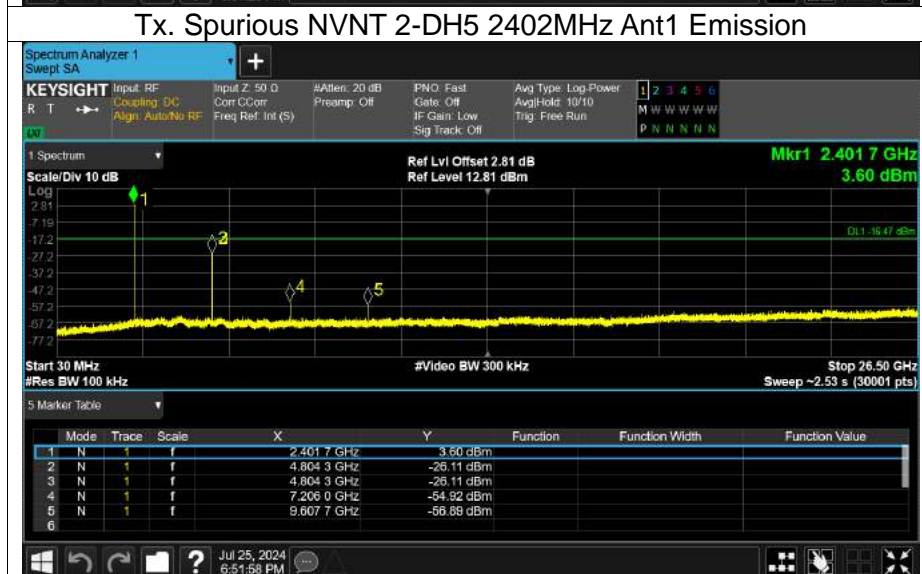 Tx. Spurious NVNT 2-DH5 2402MHz Ant1 Emission
Spectrum Analyzer 1
Swept SA
+
KEYSIGHT Input: RF Input Z: 50 Ω #Atten: 20 dB PNO: Fast Avg Type: Log-Power 1 2 3 4 5 6
R T Coupling: DC Corr CCorr Preamp: Off Gate: Off Avg|Hold: 10/10 M W W W W W
Align: Auto/No RF Freq Ref: Int (S) IF Gain: Low Trig: Free Run
Sig Track: Off P N N N N N
LXI
1 Spectrum Ref Lvl Offset 2.81 dB Mkr1 2.401 7 GHz
Scale/Div 10 dB Ref Level 12.81 dBm 3.60 dBm
Log
1
2.81
-7.19
DL1 -16.47 dBm
-17.2
-27.2
-37.2
4 5
-47.2
-57.2
-67.2
-77.2
Start 30 MHz #Video BW 300 kHz Stop 26.50 GHz
#Res BW 100 kHz Sweep ~2.53 s (30001 pts)
5 Marker Table
Mode Trace Scale X Y Function Function Width Function Value
1 N 1 f 2.401 7 GHz 3.60 dBm
2 N 1 f 4.804 3 GHz -26.11 dBm
3 N 1 f 4.804 3 GHz -26.11 dBm
4 N 1 f 7.206 0 GHz -54.92 dBm
5 N 1 f 9.607 7 GHz -56.89 dBm
6
? Jul 25, 2024
6:51:58 PM